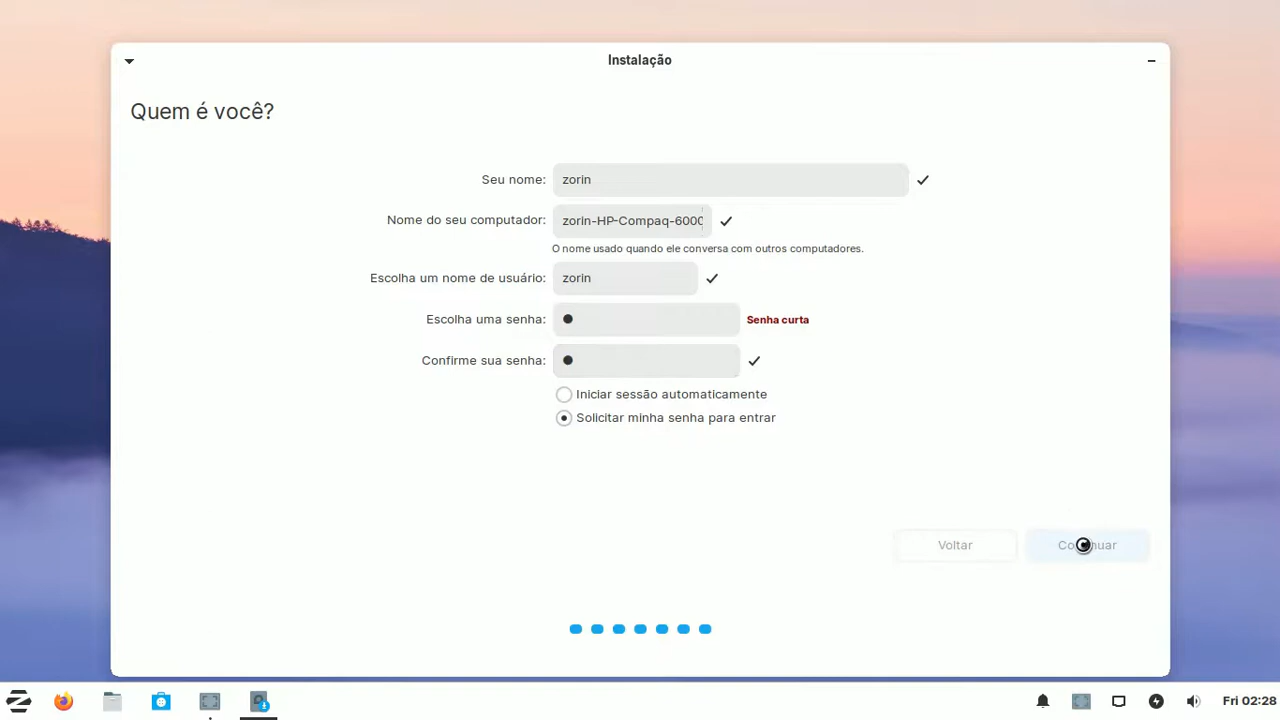 Instalação
Quem é você?
Seu nome: zorin
Nome do seu computador: zorin-HP-Compaq-6000
O nome usado quando ele conversa com outros computadores.
Escolha um nome de usuário: zorin
Escolha uma senha: Senha curta
Confirme sua senha:
Iniciar sessão automaticamente
Solicitar minha senha para entrar
Voltar Continuar
Fri 02:28